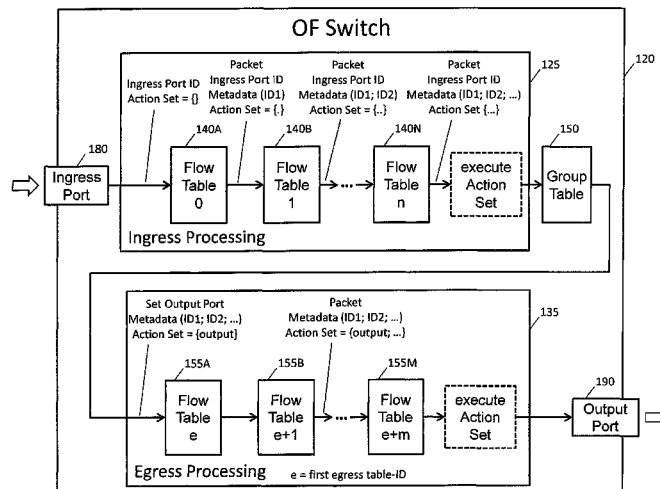 OF Switch
120
125
Ingress Port ID
Action Set = {}
Packet
Ingress Port ID
Metadata (ID1)
Action Set = {.}
Packet
Ingress Port ID
Metadata (ID1; ID2)
Action Set = {..}
Packet
Ingress Port ID
Metadata (ID1; ID2; ...)
Action Set = {...}
180
Ingress
Port
140A
Flow
Table
0
140B
Flow
Table
1
...
140N
Flow
Table
n
execute
Action
Set
150
Group
Table
Ingress Processing
135
Set Output Port
Metadata (ID1; ID2; ...)
Action Set = {output}
Packet
Metadata (ID1; ID2; ...)
Action Set = {output; ...}
155A
Flow
Table
e
155B
Flow
Table
e+1
...
155M
Flow
Table
e+m
execute
Action
Set
190
Output
Port
Egress Processing
e = first egress table-ID